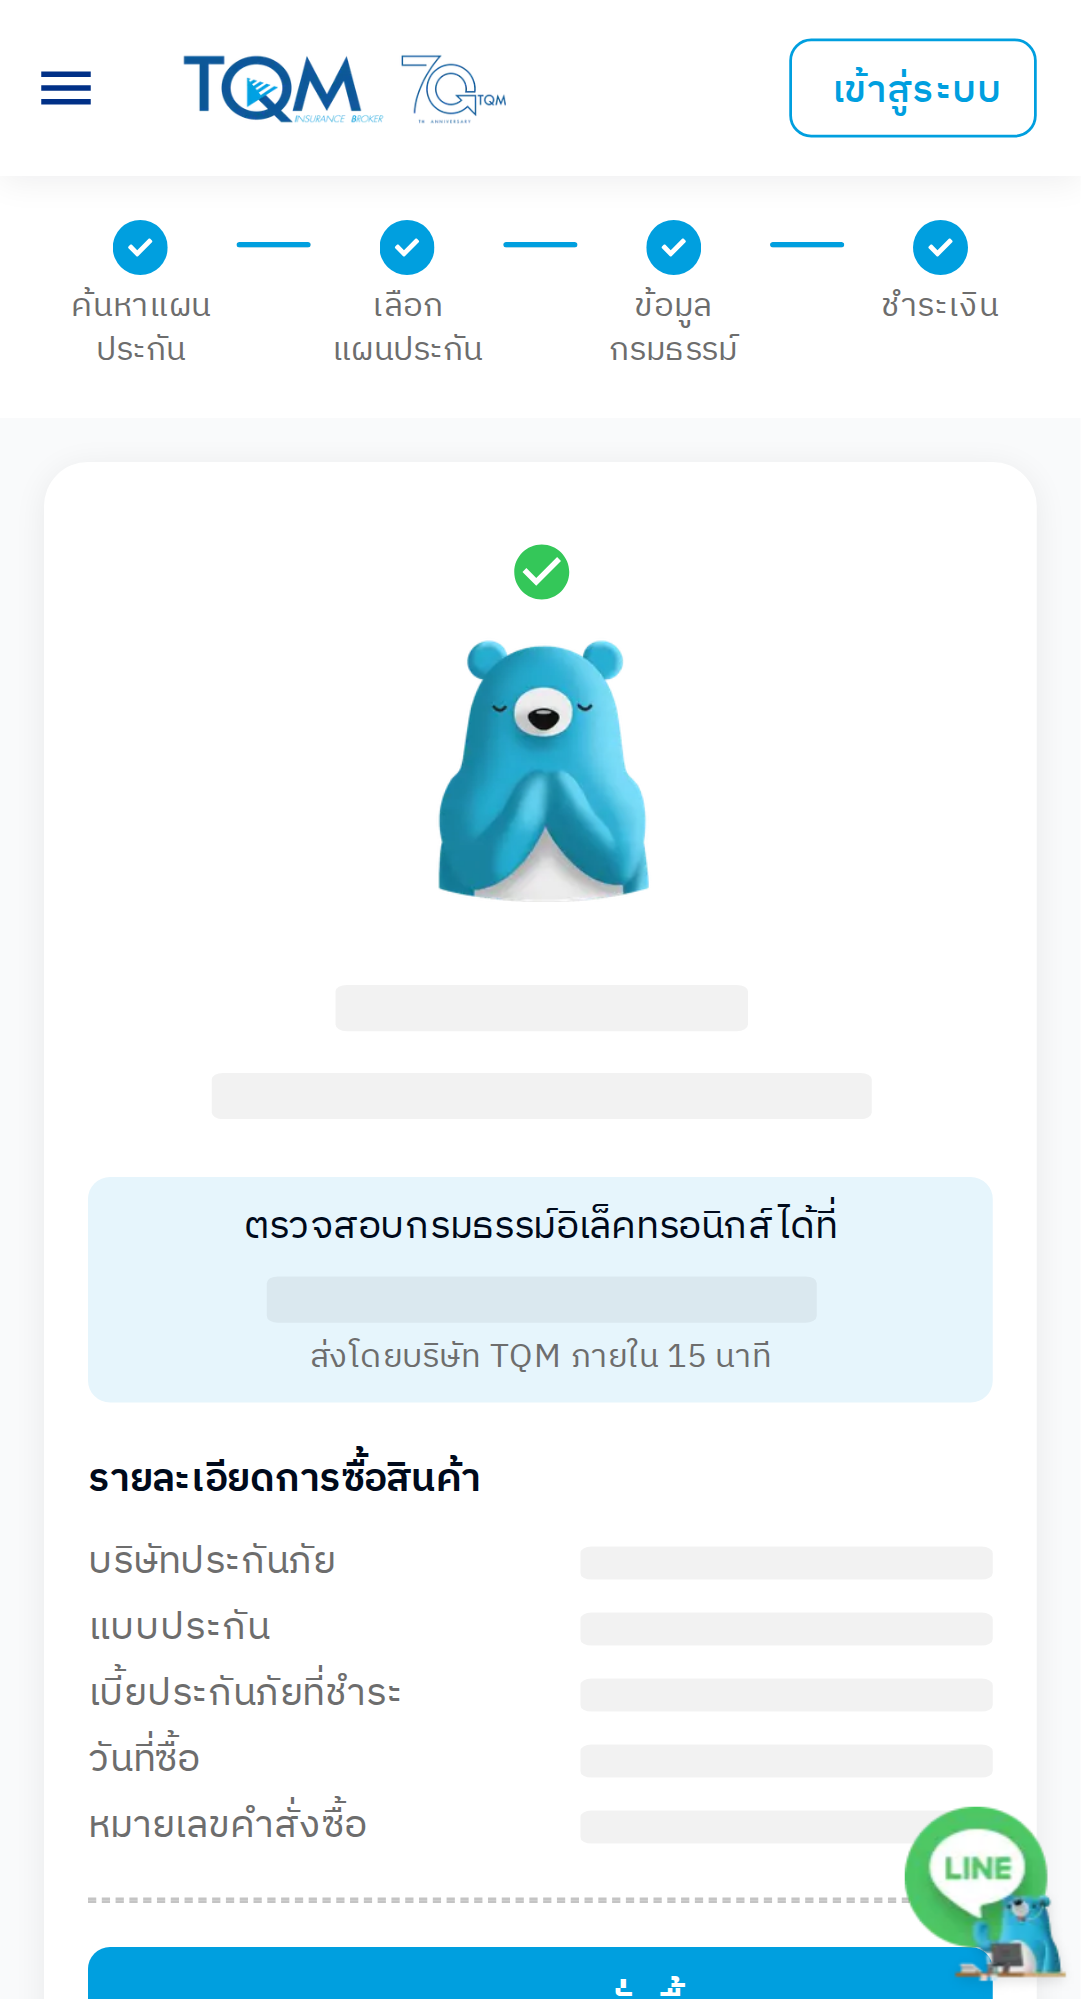 TQM
INSURANCE BROKER
70 TQM
TH ANNIVERSARY
เข้าสู่ระบบ
ค้นหาแผน
ประกัน
เลือก
แผนประกัน
ข้อมูล
กรมธรรม์
ชำระเงิน
ตรวจสอบกรมธรรม์อิเล็คทรอนิกส์ ได้ที่
ส่งโดยบริษัท TQM ภายใน 15 นาที
รายละเอียดการซื้อสินค้า
บริษัทประกันภัย
แบบประกัน
เบี้ยประกันภัยที่ชำระ
วันที่ซื้อ
หมายเลขคำสั่งซื้อ
LINE